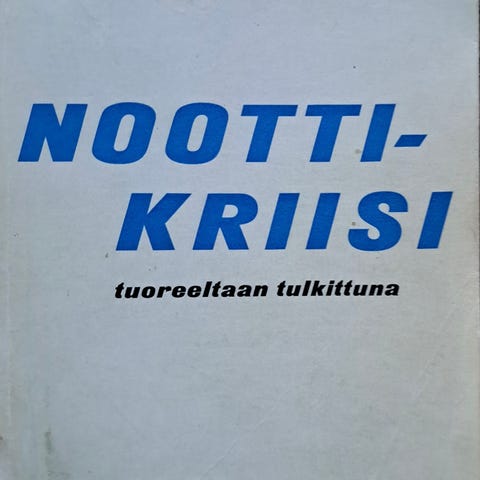 NOOTTI-
KRIISI
tuoreeltaan tulkittuna